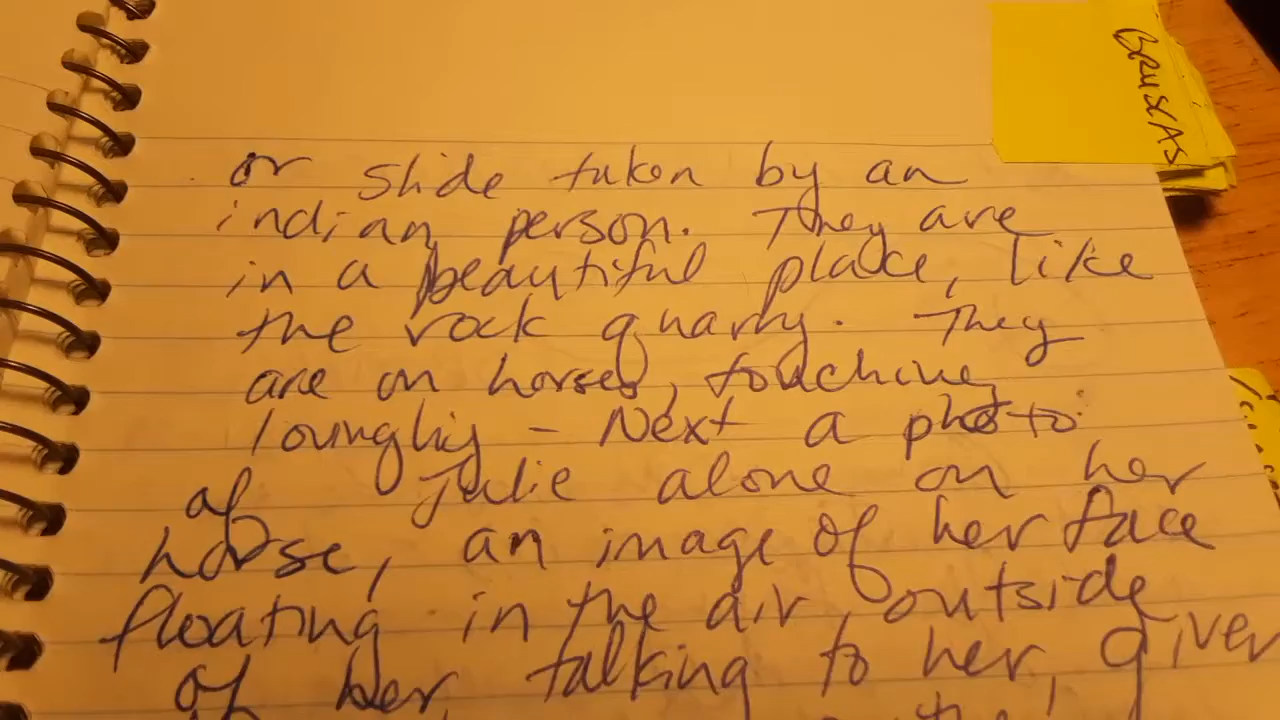 BRUSCAS
or slide taken by an
indian person. They are
in a beautiful place, like
the rock quarry. They
are on horses, touching
lovingly - Next a photo
of Julie alone on her
horse, an image of her face
floating in the air, outside
of her, talking to her, given